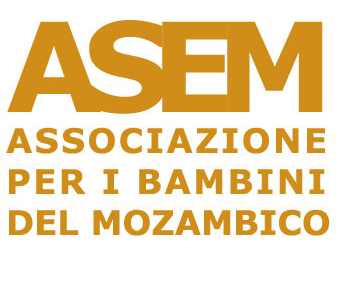 ASEM
ASSOCIAZIONE
PER I BAMBINI
DEL MOZAMBICO